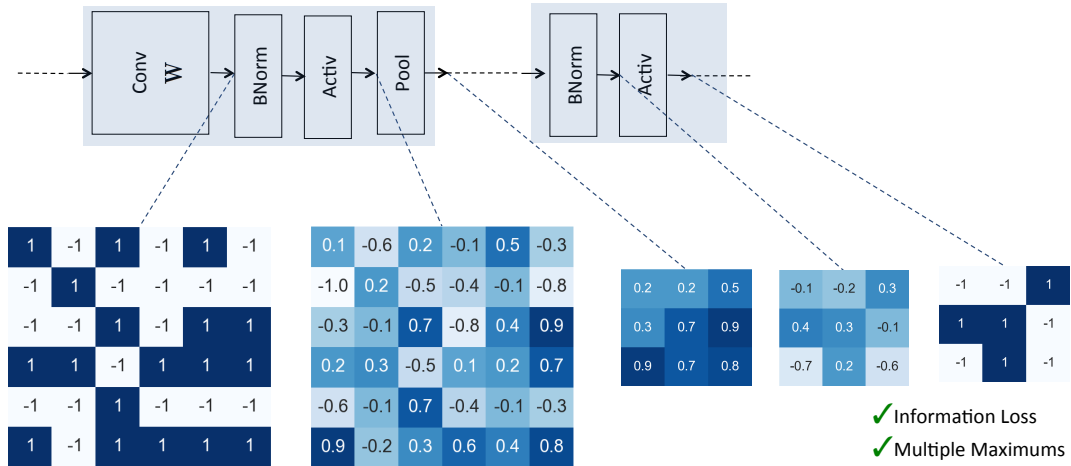 Conv W BNorm Activ Pool BNorm Activ
1 -1 1 -1 1 -1
-1 1 -1 -1 -1 -1
-1 -1 1 -1 1 1
1 1 -1 1 1 1
-1 -1 1 -1 -1 -1
1 -1 1 1 1 1
0.1 -0.6 0.2 -0.1 0.5 -0.3
-1.0 0.2 -0.5 -0.4 -0.1 -0.8
-0.3 -0.1 0.7 -0.8 0.4 0.9
0.2 0.3 -0.5 0.1 0.2 0.7
-0.6 -0.1 0.7 -0.4 -0.1 -0.3
0.9 -0.2 0.3 0.6 0.4 0.8
0.2 0.2 0.5
0.3 0.7 0.9
0.9 0.7 0.8
-0.1 -0.2 0.3
0.4 0.3 -0.1
-0.7 0.2 -0.6
-1 -1 1
1 1 -1
-1 1 -1
✓Information Loss
✓Multiple Maximums